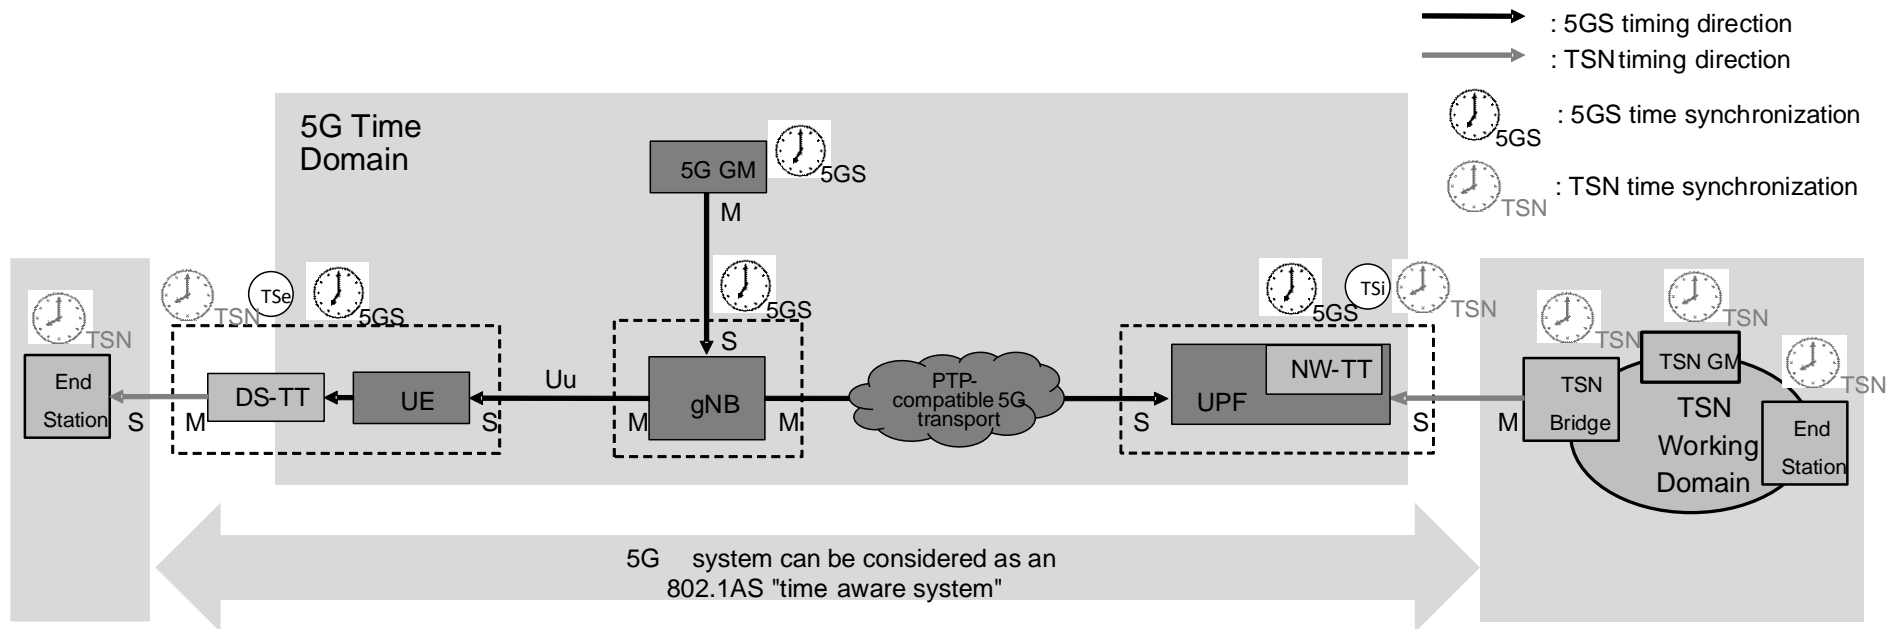 : 5GS timing direction
: TSN timing direction
: 5GS time synchronization
5GS
: TSN time synchronization
TSN
5G Time
Domain
5G GM
5GS
M
5GS
S
TSN
TSe
5GS
5GS
TSi
TSN
TSN
End
Station
S
M
DS-TT
UE
S
Uu
M
gNB
M
PTP-
compatible 5G
transport
S
UPF
NW-TT
S
M
TSN
TSN
TSN
TSN
Bridge
TSN GM
TSN
Working
Domain
End
Station
5G system can be considered as an
802.1AS "time aware system"